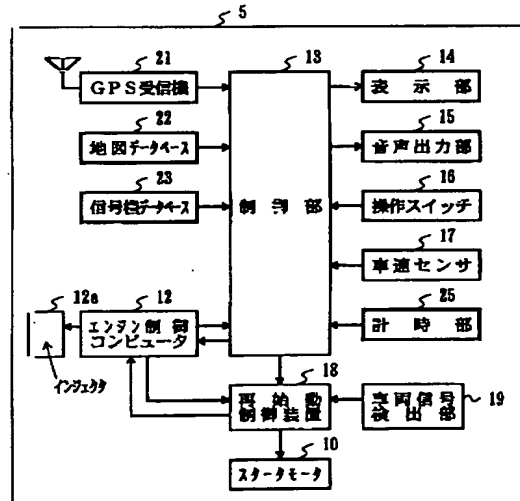 5
21
GPS受信機
22
地図データベース
23
信号機データベース
13
制御部
14
表示部
15
音声出力部
16
操作スイッチ
17
車速センサ
25
計時部
12a
インジェクタ
12
エンジン制御
コンピュータ
18
再始動
制御装置
車両信号
検出部
19
10
スタータモータ